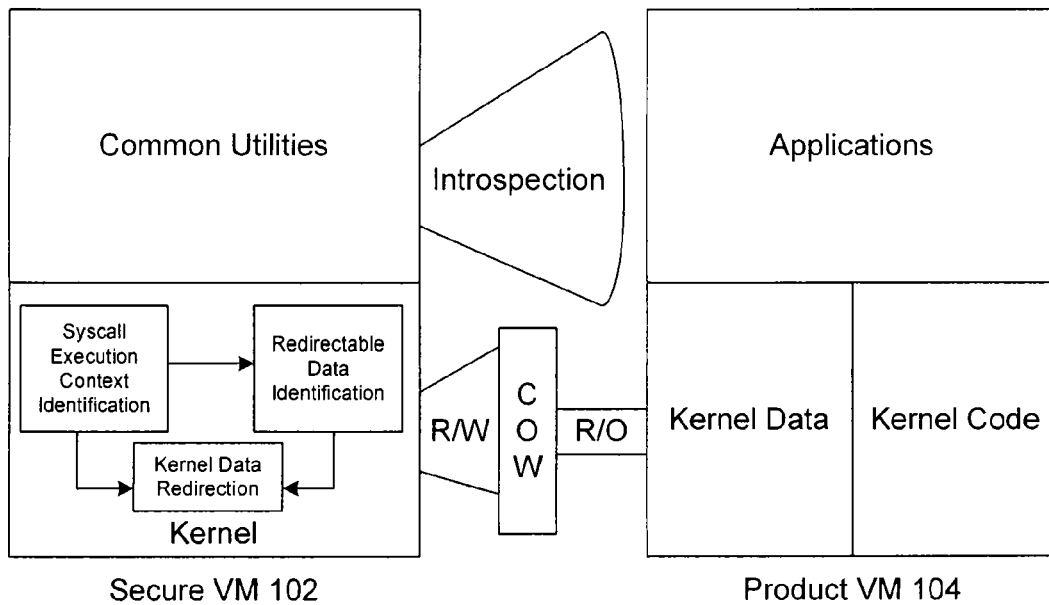 Common Utilities
Introspection
Applications
Syscall
Execution
Context
Identification
Redirectable
Data
Identification
Kernel Data
Redirection
Kernel
R/W
C
O
W
R/O
Kernel Data
Kernel Code
Secure VM 102
Product VM 104